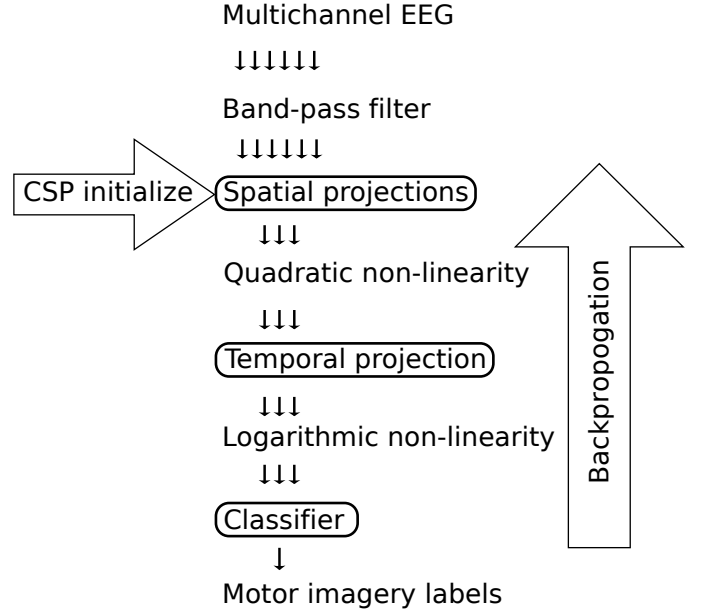 Multichannel EEG
Band-pass filter
CSP initialize
Spatial projections
Quadratic non-linearity
Temporal projection
Logarithmic non-linearity
Classifier
Motor imagery labels
Backpropogation